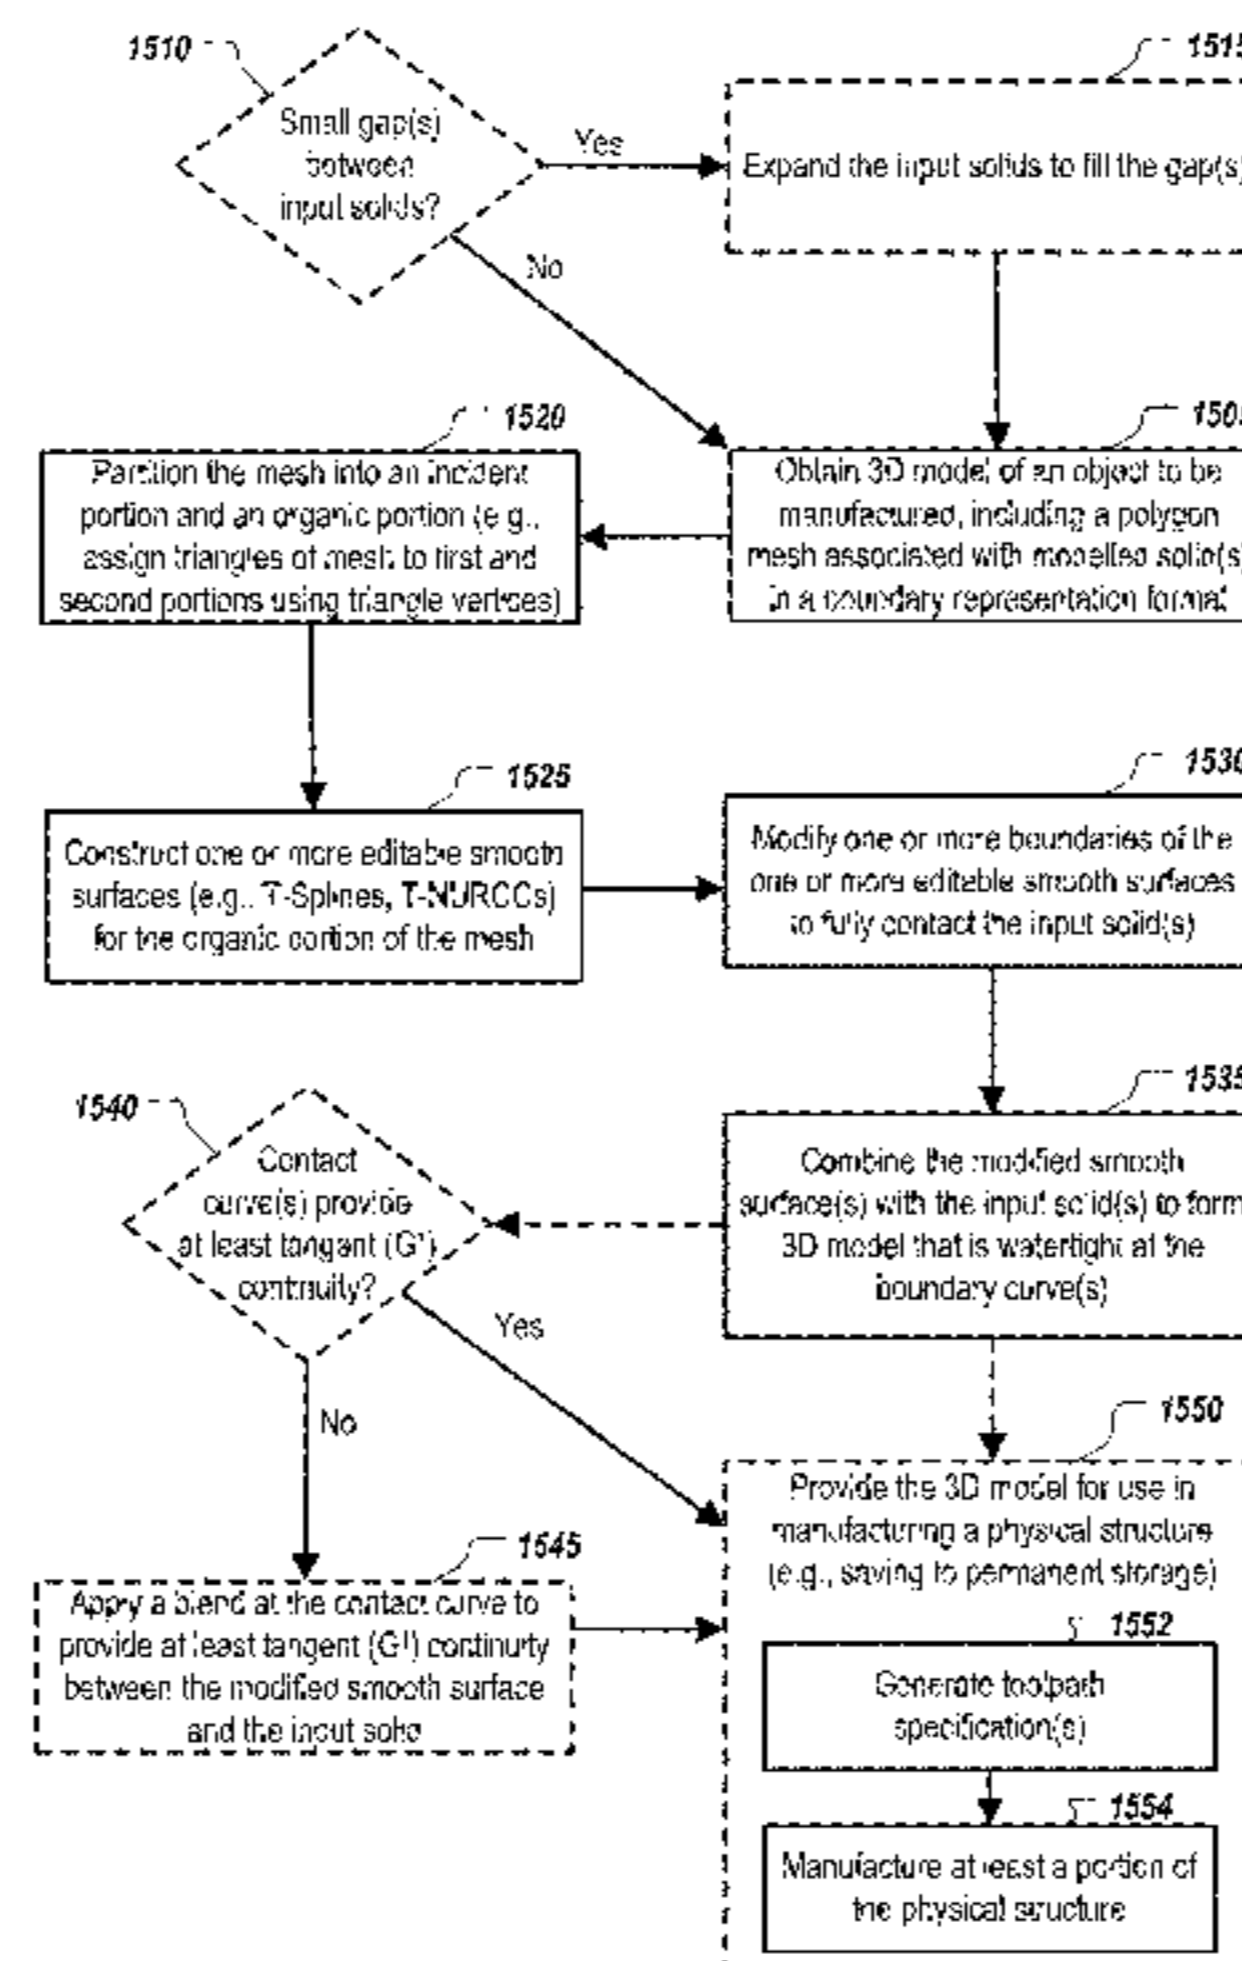 1510
Small gap(s)
between
input solids?
Yes
No
1515
Expand the input solids to fill the gap(s)
1520
Partition the mesh into an incident
portion and an organic portion (e.g.,
assign triangles of mesh to first and
second portions using triangle vertices)
150
Obtain 3D model of an object to be
manufactured, including a polygon
mesh associated with modelled solid(s)
in a boundary representation format
1525
Construct one or more editable smooth
surfaces (e.g., T-Splines, T-NURCCs)
for the organic portion of the mesh
1530
Modify one or more boundaries of the
one or more editable smooth surfaces
to fully contact the input solid(s)
1540
Contact
curve(s) provide
at least tangent (G¹)
continuity?
Yes
No
1535
Combine the modified smooth
surface(s) with the input solid(s) to form
3D model that is watertight at the
boundary curve(s)
1545
Apply a blend at the contact curve to
provide at least tangent (G¹) continuity
between the modified smooth surface
and the input solid
1550
Provide the 3D model for use in
manufacturing a physical structure
(e.g., saving to permanent storage)
1552
Generate toolpath
specification(s)
1554
Manufacture at least a portion of
the physical structure